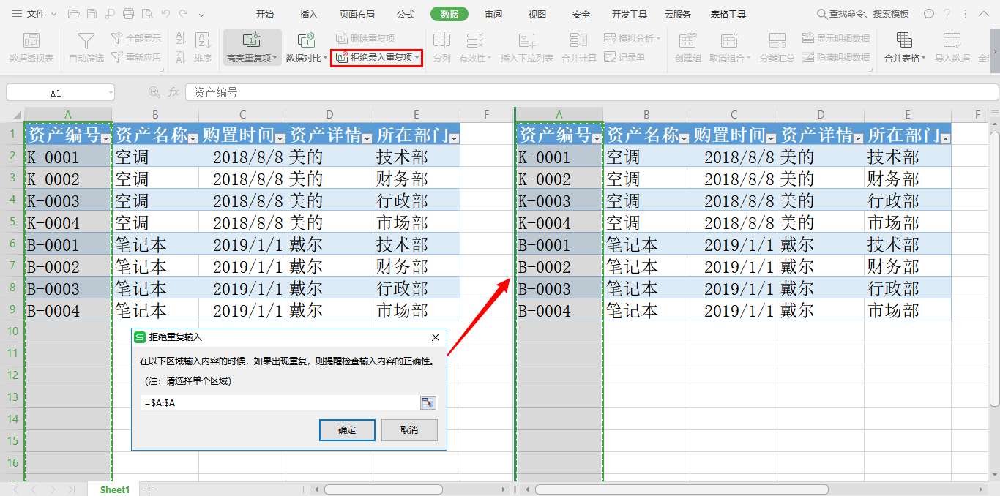 文件 开始 插入 页面布局 公式 数据 审阅 视图 安全 开发工具 云服务 表格工具 查找命令、搜索模板
全部显示 删除重复项 模拟分析 显示明细数据
数据透视表 自动筛选 重新应用 排序 高亮重复项 数据对比 拒绝录入重复项 分列 有效性 插入下拉列表 合并计算 记录单 创建组 取消组合 分类汇总 隐藏明细数据 合并表格 导入数据 全
A1 fx 资产编号
A B C D E F A B C D E F
1 资产编号 资产名称 购置时间 资产详情 所在部门 资产编号 资产名称 购置时间 资产详情 所在部门
2 K-0001 空调 2018/8/8 美的 技术部 K-0001 空调 2018/8/8 美的 技术部
3 K-0002 空调 2018/8/8 美的 财务部 K-0002 空调 2018/8/8 美的 财务部
4 K-0003 空调 2018/8/8 美的 行政部 K-0003 空调 2018/8/8 美的 行政部
5 K-0004 空调 2018/8/8 美的 市场部 K-0004 空调 2018/8/8 美的 市场部
6 B-0001 笔记本 2019/1/1 戴尔 技术部 B-0001 笔记本 2019/1/1 戴尔 技术部
7 B-0002 笔记本 2019/1/1 戴尔 财务部 B-0002 笔记本 2019/1/1 戴尔 财务部
8 B-0003 笔记本 2019/1/1 戴尔 行政部 B-0003 笔记本 2019/1/1 戴尔 行政部
9 B-0004 笔记本 2019/1/1 戴尔 市场部 B-0004 笔记本 2019/1/1 戴尔 市场部
10
11
12
13
14
15
16
拒绝重复输入
在以下区域输入内容的时候，如果出现重复，则提醒检查输入内容的正确性。
（注：请选择单个区域）
=$A:$A
确定 取消
Sheet1